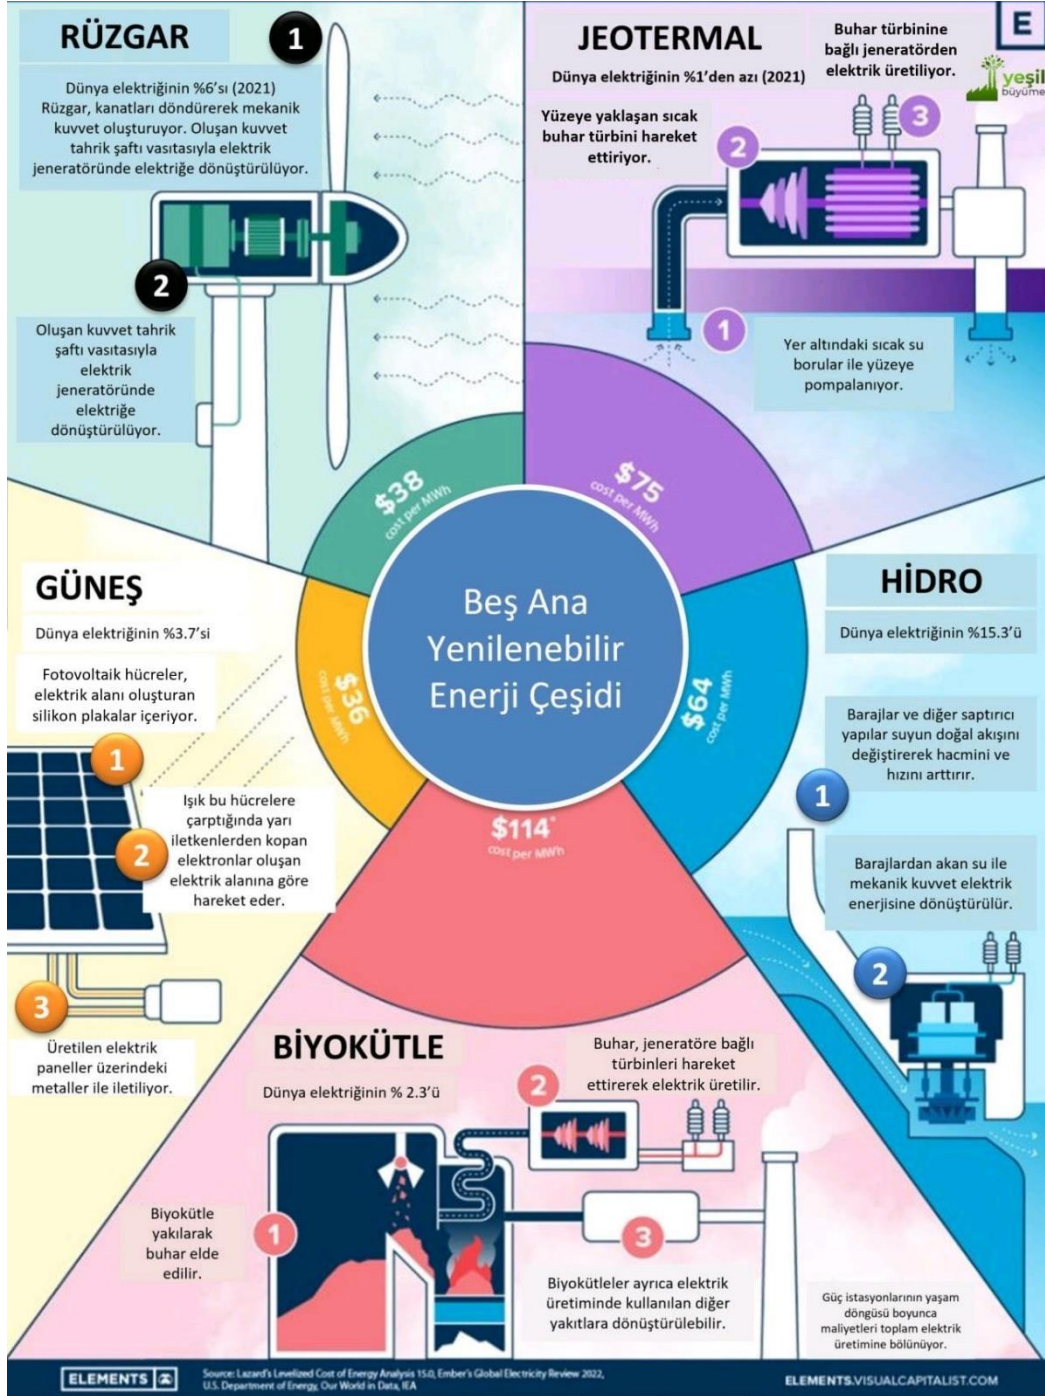 RÜZGAR
1
Dünya elektriğinin %6'sı (2021)
Rüzgar, kanatları döndürerek mekanik
kuvvet oluşturuyor. Oluşan kuvvet
tahrik şaftı vasıtasıyla elektrik
jeneratöründe elektriğe dönüştürülüyor.
2
Oluşan kuvvet tahrik
şaftı vasıtasıyla
elektrik
jeneratöründe
elektriğe
dönüştürülüyor.
$38
cost per MWh
JEOTERMAL
Dünya elektriğinin %1'den azı (2021)
Buhar türbinine
bağlı jeneratörden
elektrik üretiliyor.
E
yeşil
büyüme
Yüzeye yaklaşan sıcak
buhar türbini hareket
ettiriyor.
2
3
1
Yer altındaki sıcak su
borular ile yüzeye
pompalanıyor.
$75
cost per MWh
Beş Ana
Yenilenebilir
Enerji Çeşidi
GÜNEŞ
Dünya elektriğinin %3.7'si
Fotovoltaik hücreler,
elektrik alanı oluşturan
silikon plakalar içeriyor.
1
Işık bu hücrelere
çarptığında yarı
iletkenlerden kopan
elektronlar oluşan
elektrik alanına göre
hareket eder.
2
3
Üretilen elektrik
paneller üzerindeki
metaller ile iletiliyor.
$36
cost per MWh
HİDRO
Dünya elektriğinin %15.3'ü
Barajlar ve diğer saptırıcı
yapılar suyun doğal akışını
değiştirerek hacmini ve
hızını arttırır.
1
Barajlardan akan su ile
mekanik kuvvet elektrik
enerjisine dönüştürülür.
2
$64
cost per MWh
$114*
cost per MWh
BİYOKÜTLE
Dünya elektriğinin % 2.3'ü
Buhar, jeneratöre bağlı
türbinleri hareket
ettirerek elektrik üretilir.
2
Biyokütle
yakılarak
buhar elde
edilir.
1
3
Biyokütleler ayrıca elektrik
üretiminde kullanılan diğer
yakıtlara dönüştürülebilir.
Güç istasyonlarının yaşam
döngüsü boyunca
maliyetleri toplam elektrik
üretimine bölünüyor.
ELEMENTS
Source: Lazard's Levelized Cost of Energy Analysis 15.0, Ember's Global Electricity Review 2022,
U.S. Department of Energy, Our World in Data, IEA
ELEMENTS.VISUALCAPITALIST.COM